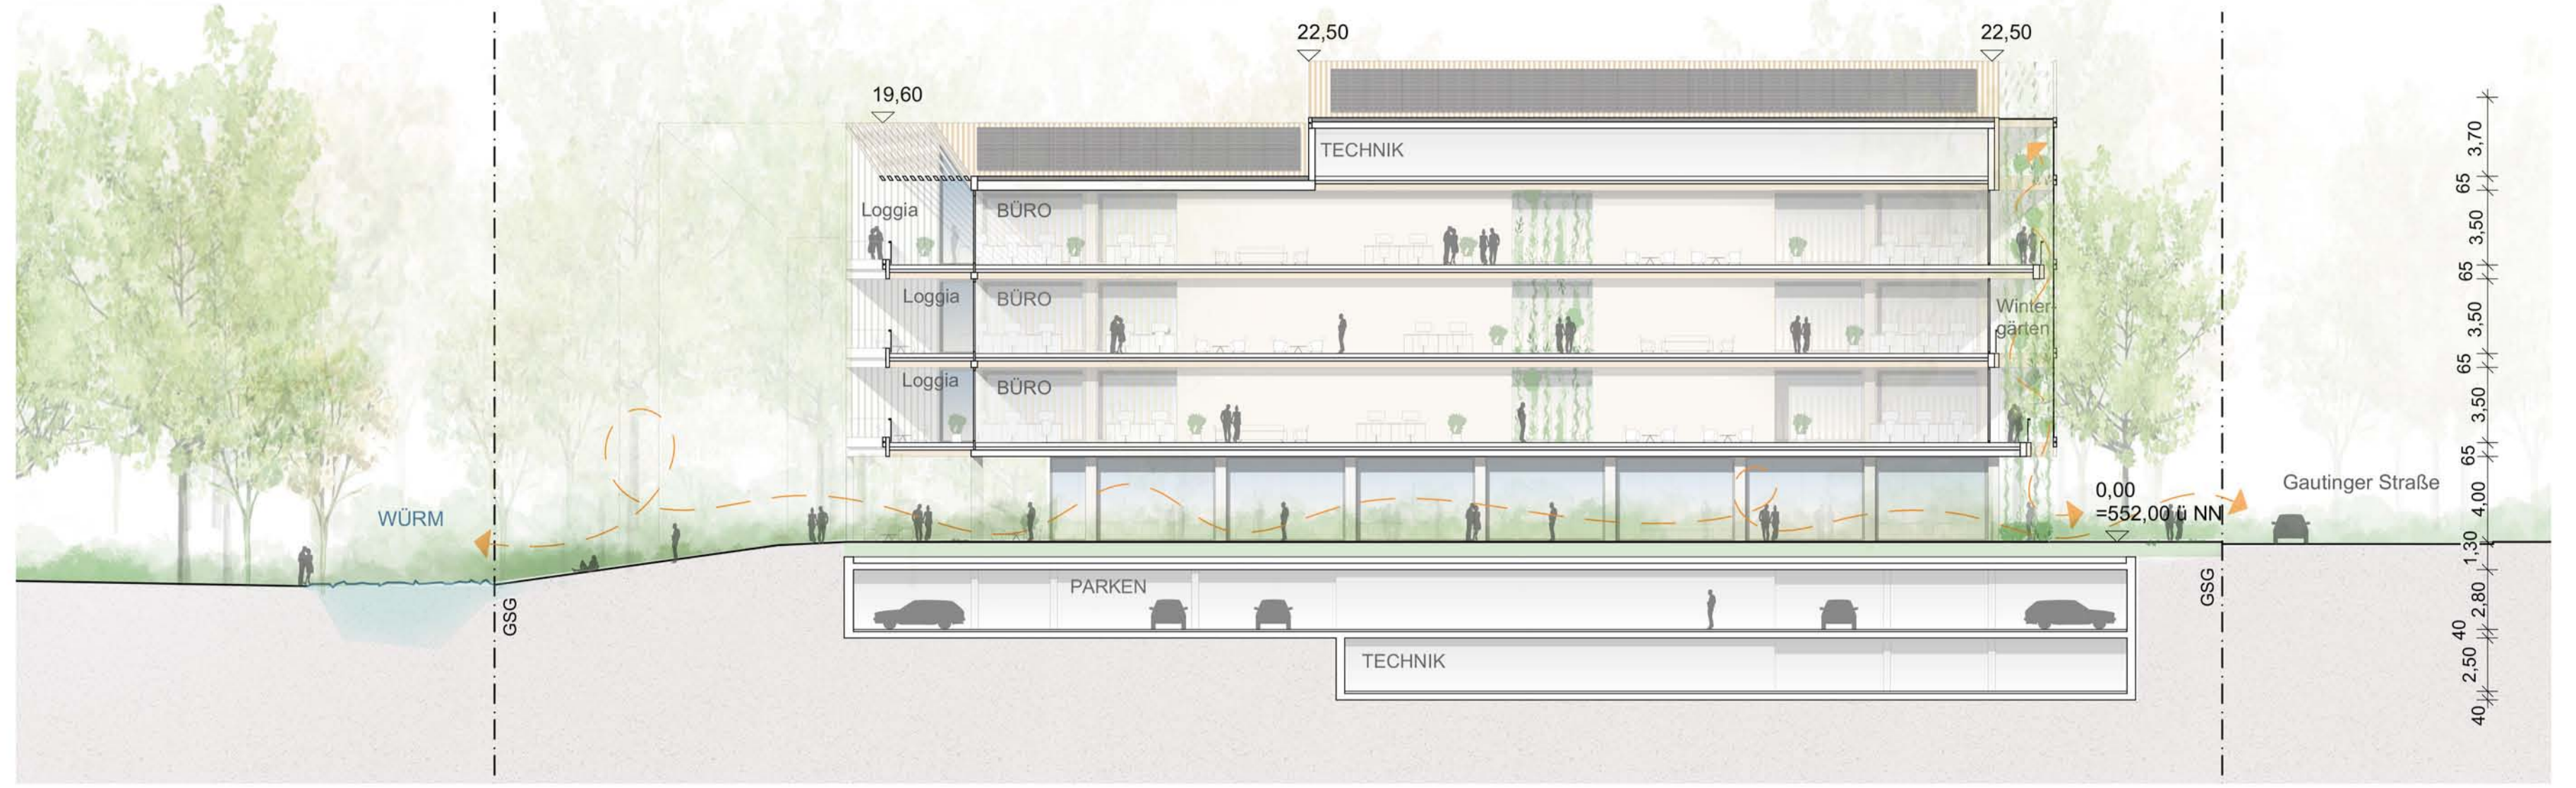 22,50
22,50
19,60
TECHNIK
Loggia
BÜRO
Loggia
BÜRO
Winter-
gärten
Loggia
BÜRO
WÜRM
0,00
=552,00 ü NN
Gautinger Straße
GSG
PARKEN
TECHNIK
GSG
3,70
65
3,50
65
3,50
65
3,50
65
4,00
1,30
2,80
40
2,50
40